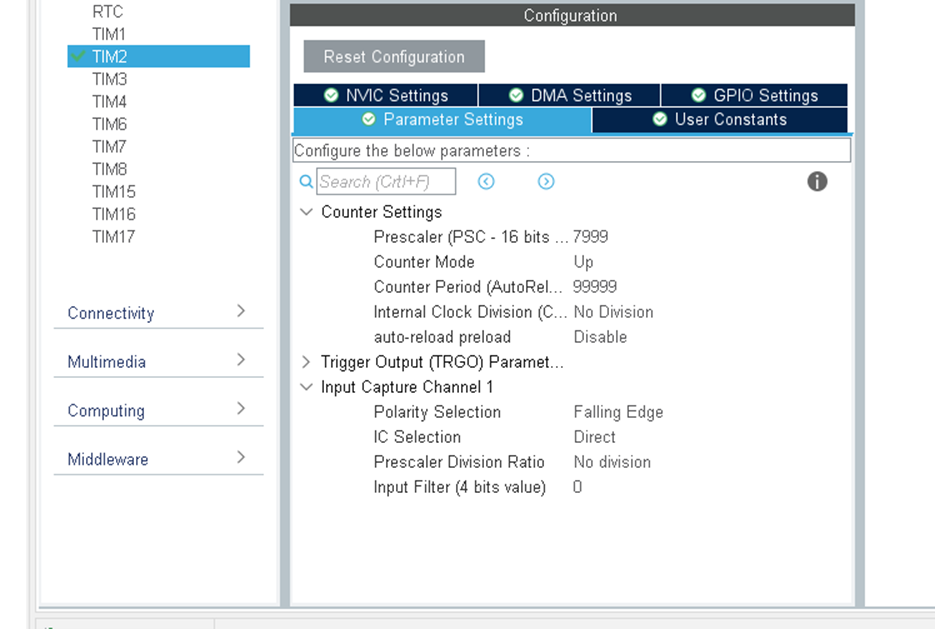 RTC
TIM1
TIM2
TIM3
TIM4
TIM6
TIM7
TIM8
TIM15
TIM16
TIM17
Connectivity
Multimedia
Computing
Middleware
Configuration
Reset Configuration
NVIC Settings DMA Settings GPIO Settings
Parameter Settings User Constants
Configure the below parameters :
Search (Crtl+F)
Counter Settings
Prescaler (PSC - 16 bits ... 7999
Counter Mode Up
Counter Period (AutoRel... 99999
Internal Clock Division (C... No Division
auto-reload preload Disable
Trigger Output (TRGO) Paramet...
Input Capture Channel 1
Polarity Selection Falling Edge
IC Selection Direct
Prescaler Division Ratio No division
Input Filter (4 bits value) 0